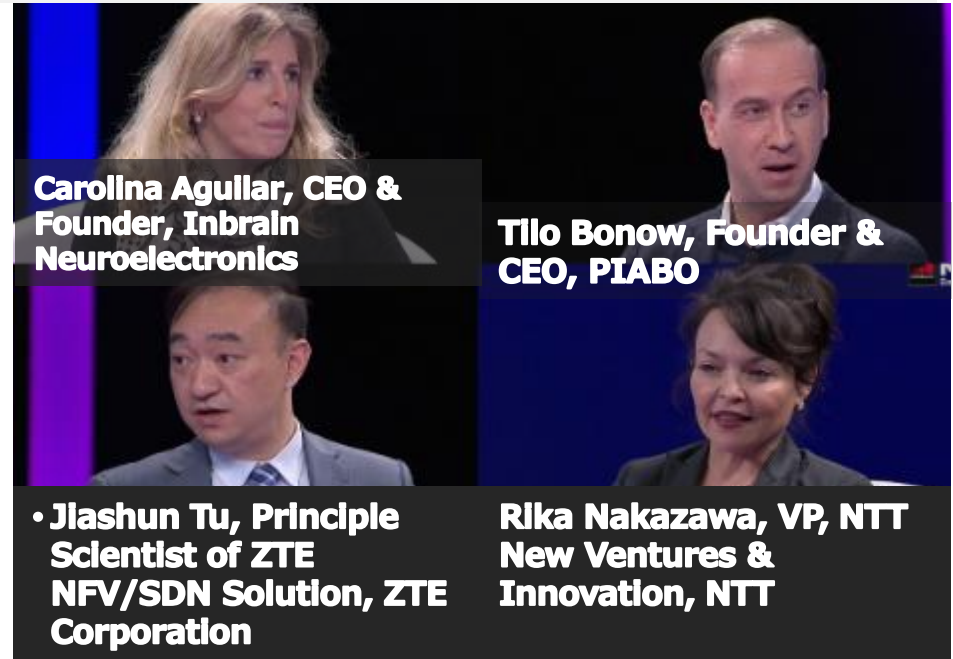 Carolina Aguilar, CEO &
Founder, Inbrain
Neuroelectronics
Tilo Bonow, Founder &
CEO, PIABO
• Jiashun Tu, Principle
Scientist of ZTE
NFV/SDN Solution, ZTE
Corporation
Rika Nakazawa, VP, NTT
New Ventures &
Innovation, NTT